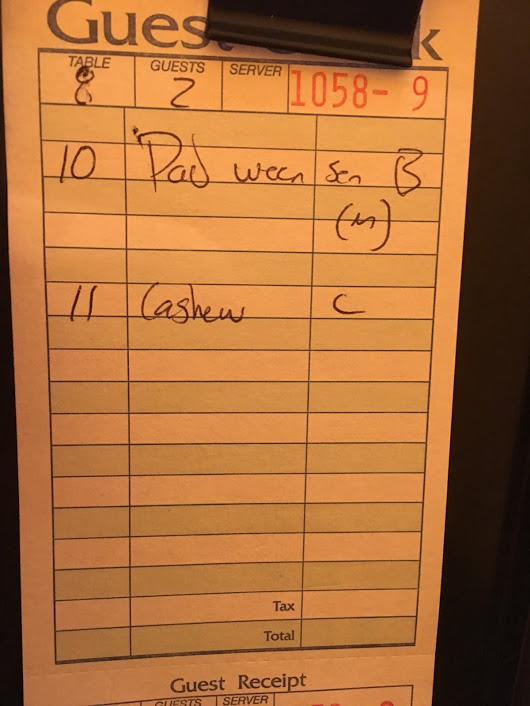 Guest
TABLE GUESTS SERVER 1058-9
8 2
10 Pad ween sen B
(m)
11 Cashew C
Tax
Total
Guest Receipt
GUESTS SERVER